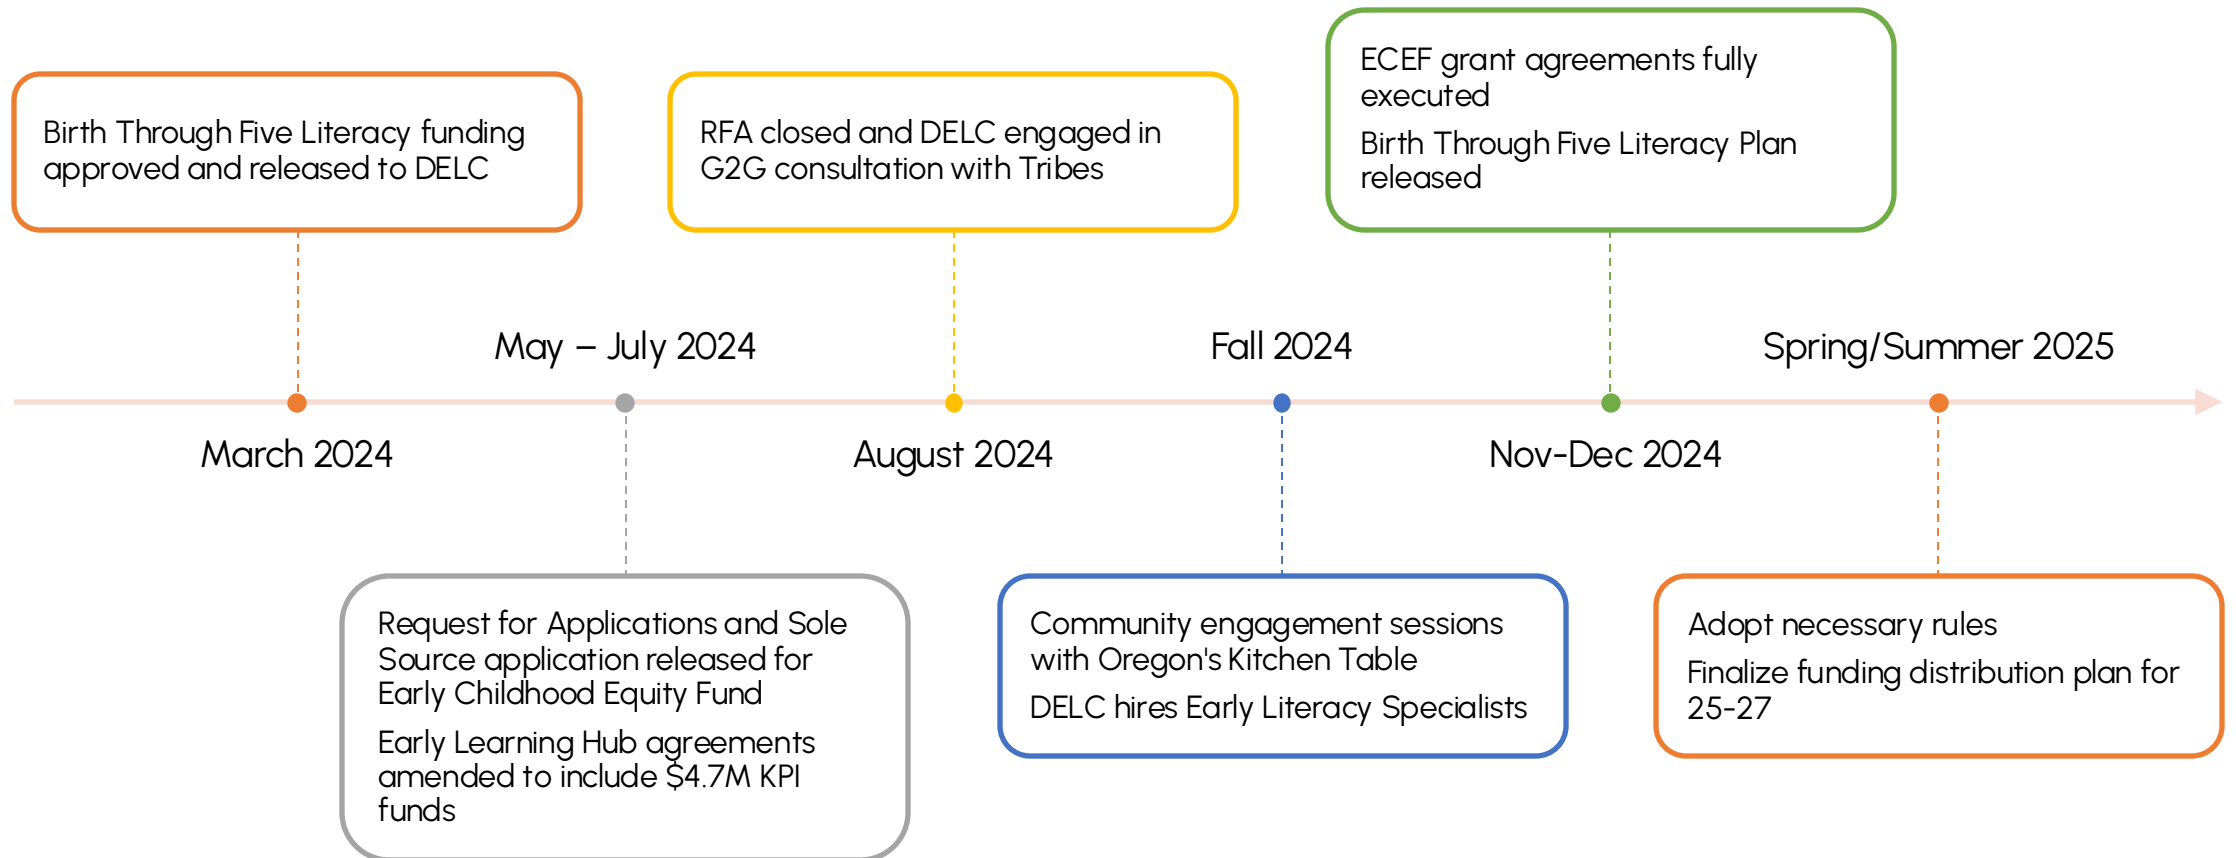 Birth Through Five Literacy funding
approved and released to DELC
RFA closed and DELC engaged in
G2G consultation with Tribes
ECEF grant agreements fully
executed
Birth Through Five Literacy Plan
released
May – July 2024
Fall 2024
Spring/Summer 2025
March 2024
August 2024
Nov-Dec 2024
Request for Applications and Sole
Source application released for
Early Childhood Equity Fund
Early Learning Hub agreements
amended to include $4.7M KPI
funds
Community engagement sessions
with Oregon's Kitchen Table
DELC hires Early Literacy Specialists
Adopt necessary rules
Finalize funding distribution plan for
25-27